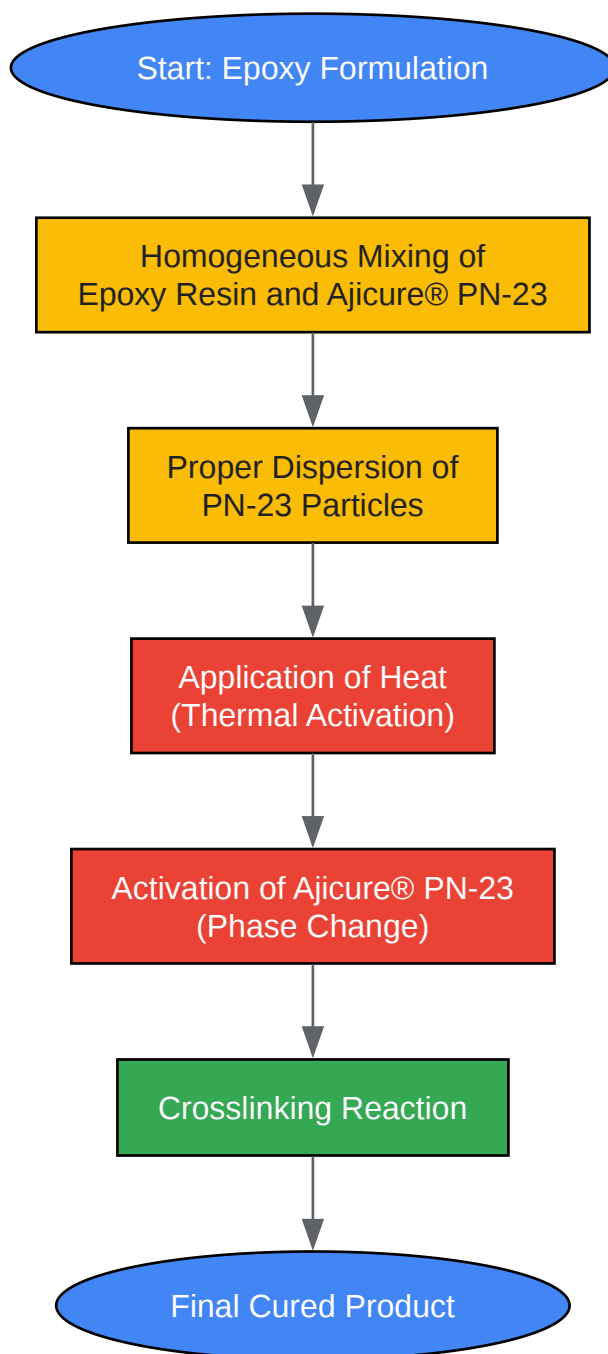 Start: Epoxy Formulation
Homogeneous Mixing of
Epoxy Resin and Ajicure® PN-23
Proper Dispersion of
PN-23 Particles
Application of Heat
(Thermal Activation)
Activation of Ajicure® PN-23
(Phase Change)
Crosslinking Reaction
Final Cured Product